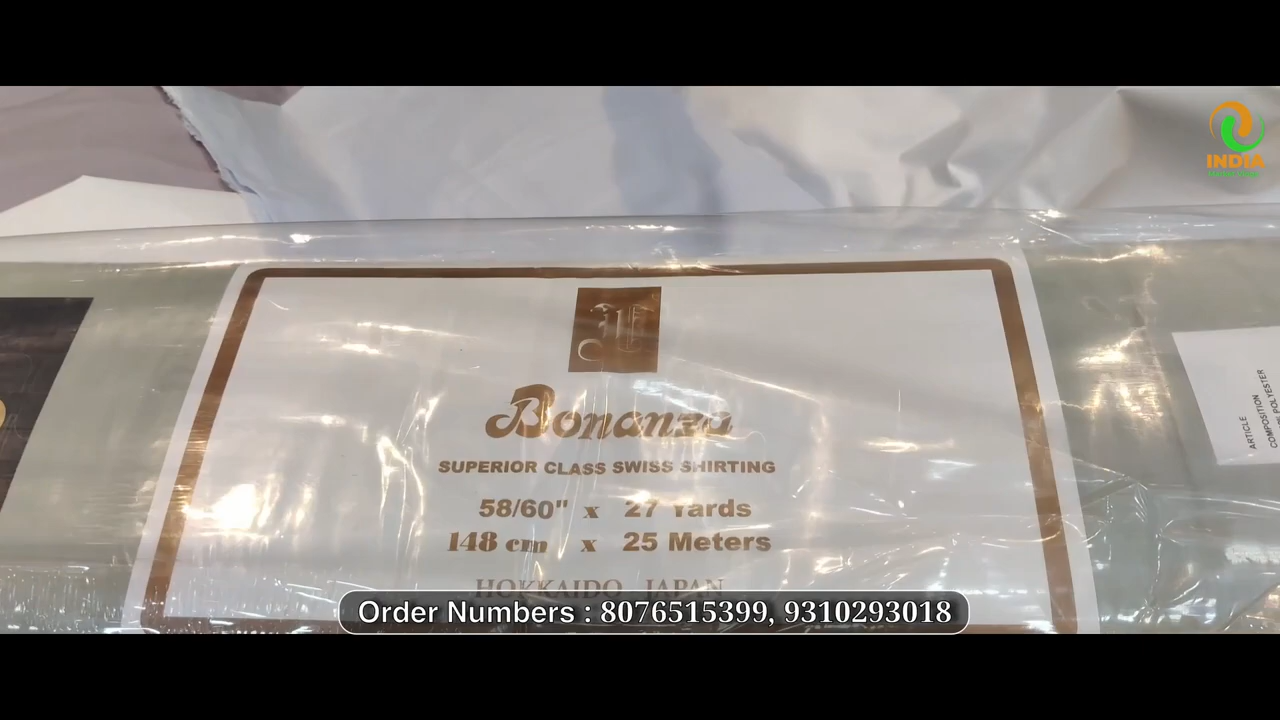 INDIA
Bonanza
SUPERIOR CLASS SWISS SHIRTING
58/60" x 27 Yards
148 cm x 25 Meters
HOKKAIDO JAPAN
ARTICLE
COMPOSITION
POLYESTER
Order Numbers : 8076515399, 9310293018